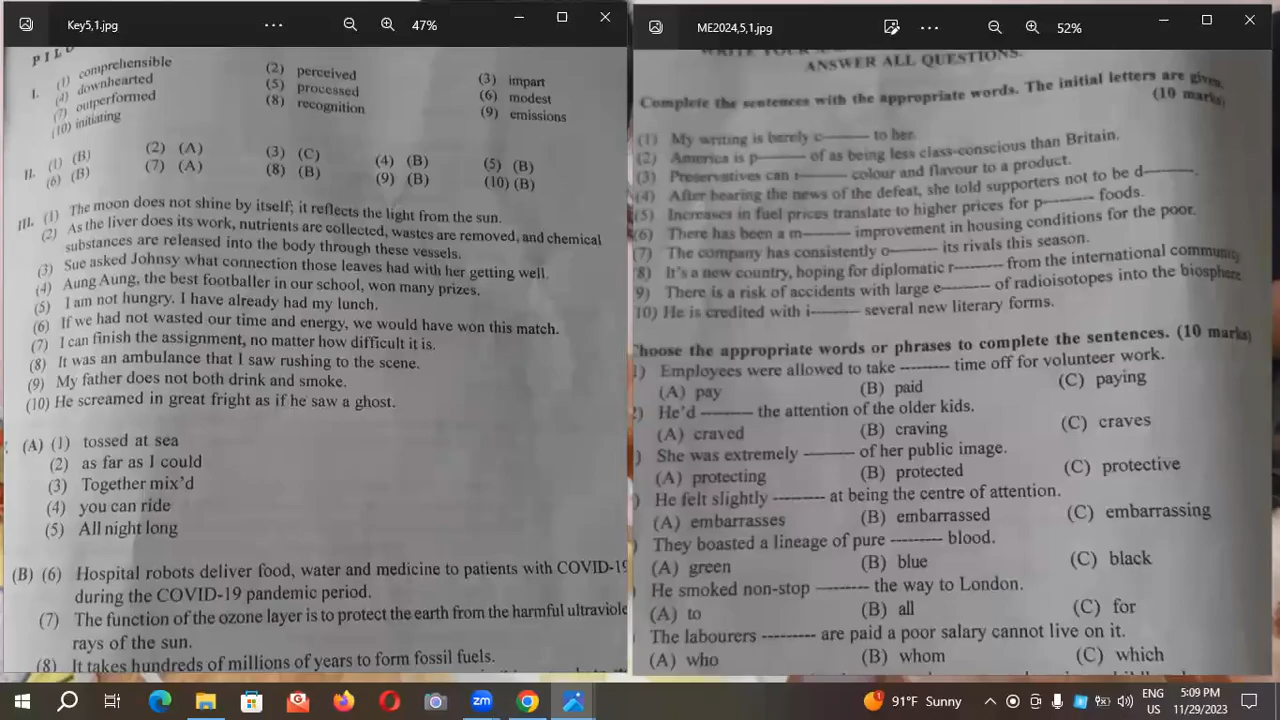 Key5,1.jpg
47%
PILO
I. (1) comprehensible (2) perceived (3) impart
(4) downhearted (5) processed (6) modest
(7) outperformed (8) recognition (9) emissions
(10) initiating
II. (1) (B) (2) (A) (3) (C) (4) (B) (5) (B)
(6) (B) (7) (A) (8) (B) (9) (B) (10) (B)
III. (1) The moon does not shine by itself; it reflects the light from the sun.
(2) As the liver does its work, nutrients are collected, wastes are removed, and chemical
substances are released into the body through these vessels.
(3) Sue asked Johnsy what connection those leaves had with her getting well.
(4) Aung Aung, the best footballer in our school, won many prizes.
(5) I am not hungry. I have already had my lunch.
(6) If we had not wasted our time and energy, we would have won this match.
(7) I can finish the assignment, no matter how difficult it is.
(8) It was an ambulance that I saw rushing to the scene.
(9) My father does not both drink and smoke.
(10) He screamed in great fright as if he saw a ghost.
(A) (1) tossed at sea
(2) as far as I could
(3) Together mix'd
(4) you can ride
(5) All night long
(B) (6) Hospital robots deliver food, water and medicine to patients with COVID-19
during the COVID-19 pandemic period.
(7) The function of the ozone layer is to protect the earth from the harmful ultraviole
rays of the sun.
(8) It takes hundreds of millions of years to form fossil fuels.
ME2024,5,1.jpg
52%
WRITE YOUR
ANSWER ALL QUESTIONS.
Complete the sentences with the appropriate words. The initial letters are given.
(10 marks)
(1) My writing is barely c--------- to her.
(2) America is p--------- of as being less class-conscious than Britain.
(3) Preservatives can i--------- colour and flavour to a product.
(4) After hearing the news of the defeat, she told supporters not to be d---------.
(5) Increases in fuel prices translate to higher prices for p--------- foods.
(6) There has been a m--------- improvement in housing conditions for the poor.
(7) The company has consistently o--------- its rivals this season.
8) It's a new country, hoping for diplomatic r--------- from the international community
9) There is a risk of accidents with large e--------- of radioisotopes into the biosphere
10) He is credited with i--------- several new literary forms.
hoose the appropriate words or phrases to complete the sentences. (10 marks)
1) Employees were allowed to take --------- time off for volunteer work.
(A) pay (B) paid (C) paying
2) He'd --------- the attention of the older kids.
(A) craved (B) craving (C) craves
) She was extremely --------- of her public image.
(A) protecting (B) protected (C) protective
) He felt slightly --------- at being the centre of attention.
(A) embarrasses (B) embarrassed (C) embarrassing
) They boasted a lineage of pure --------- blood.
(A) green (B) blue (C) black
He smoked non-stop --------- the way to London.
(A) to (B) all (C) for
The labourers --------- are paid a poor salary cannot live on it.
(A) who (B) whom (C) which
zm
91°F Sunny
ENG 5:09 PM
US 11/29/2023